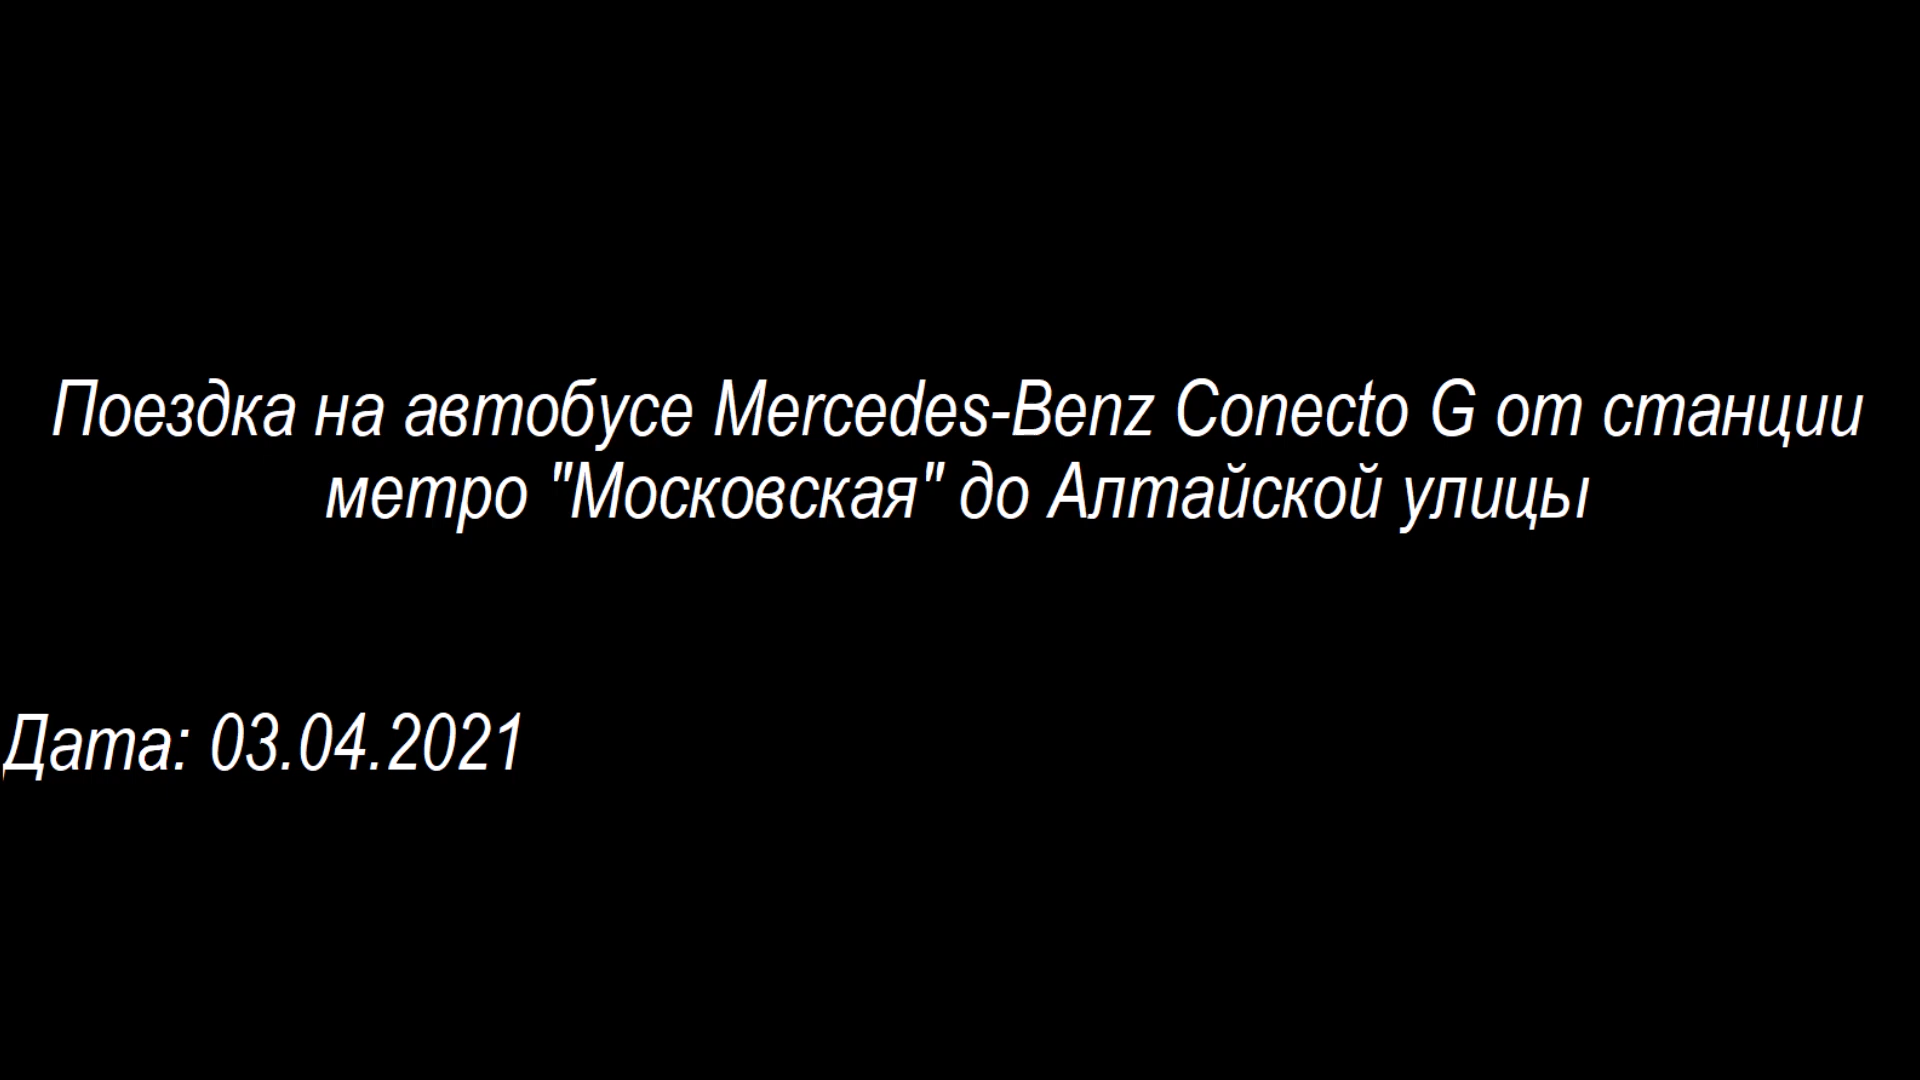 Поездка на автобусе Mercedes-Benz Conecto G от станции
метро "Московская" до Алтайской улицы
Дата: 03.04.2021